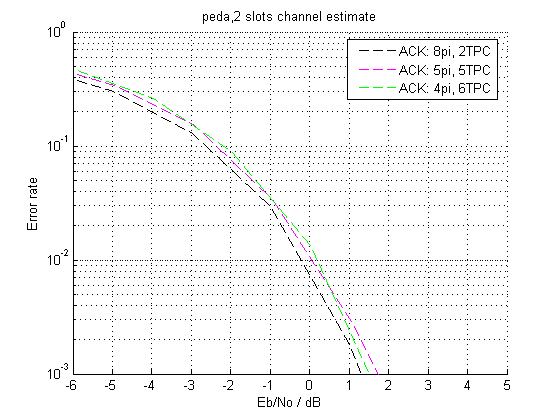 peda,2 slots channel estimate
ACK: 8pi, 2TPC
ACK: 5pi, 5TPC
ACK: 4pi, 6TPC
Error rate
10^0
10^-1
10^-2
10^-3
-6 -5 -4 -3 -2 -1 0 1 2 3 4 5
Eb/No / dB